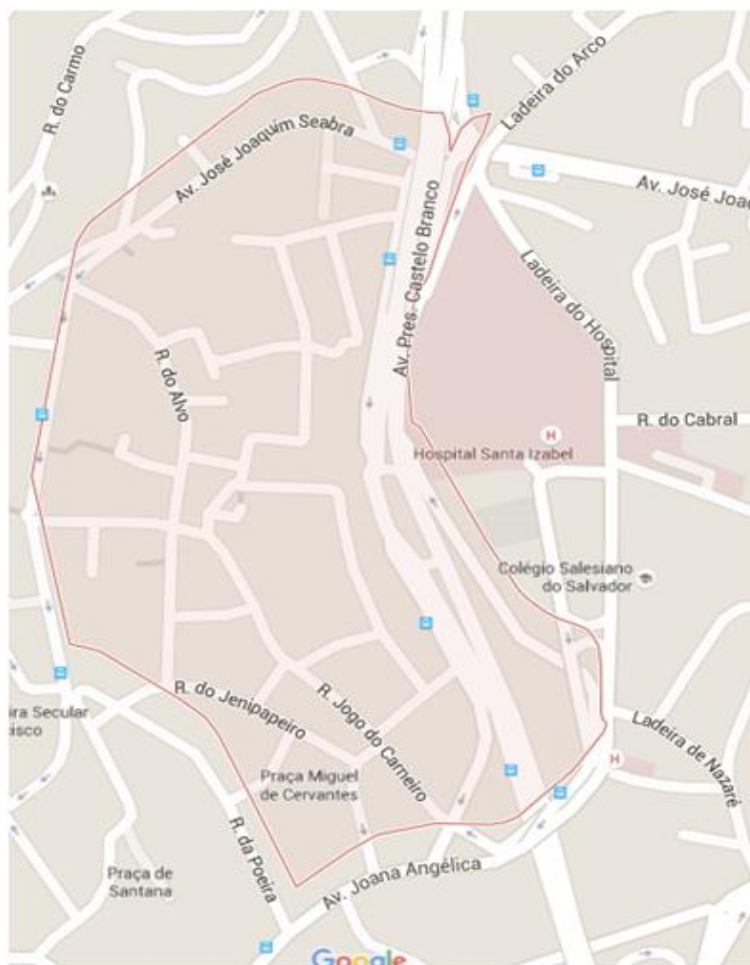 R. do Carmo
Ladeira do Arco
Av. José Joaquim Seabra
Av. José Joaq
Av. Pres. Castelo Branco
Ladeira do Hospital
R. do Alvo
R. do Cabral
H
Hospital Santa Izabel
Colégio Salesiano
do Salvador
R. do Jenipapeiro
ira Secular
cisco
R. Jogo do Carneiro
Ladeira de Nazaré
H
Praça Miguel
de Cervantes
R. da Poeira
Praça de
Santana
Av. Joana Angélica
Google